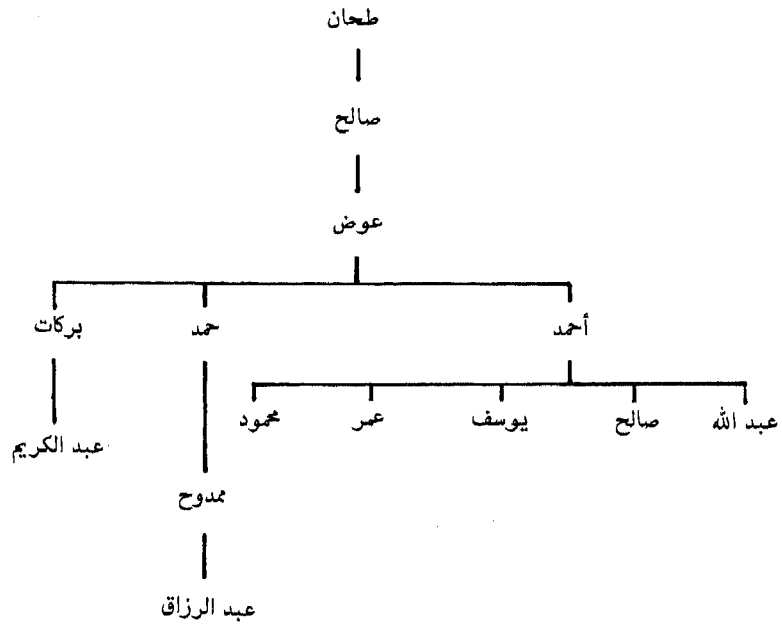 طحان
صالح
عوض
أحمد حمد بركات
عبد الله صالح يوسف عمر محمود
عبد الكريم
ممدوح
عبد الرزاق